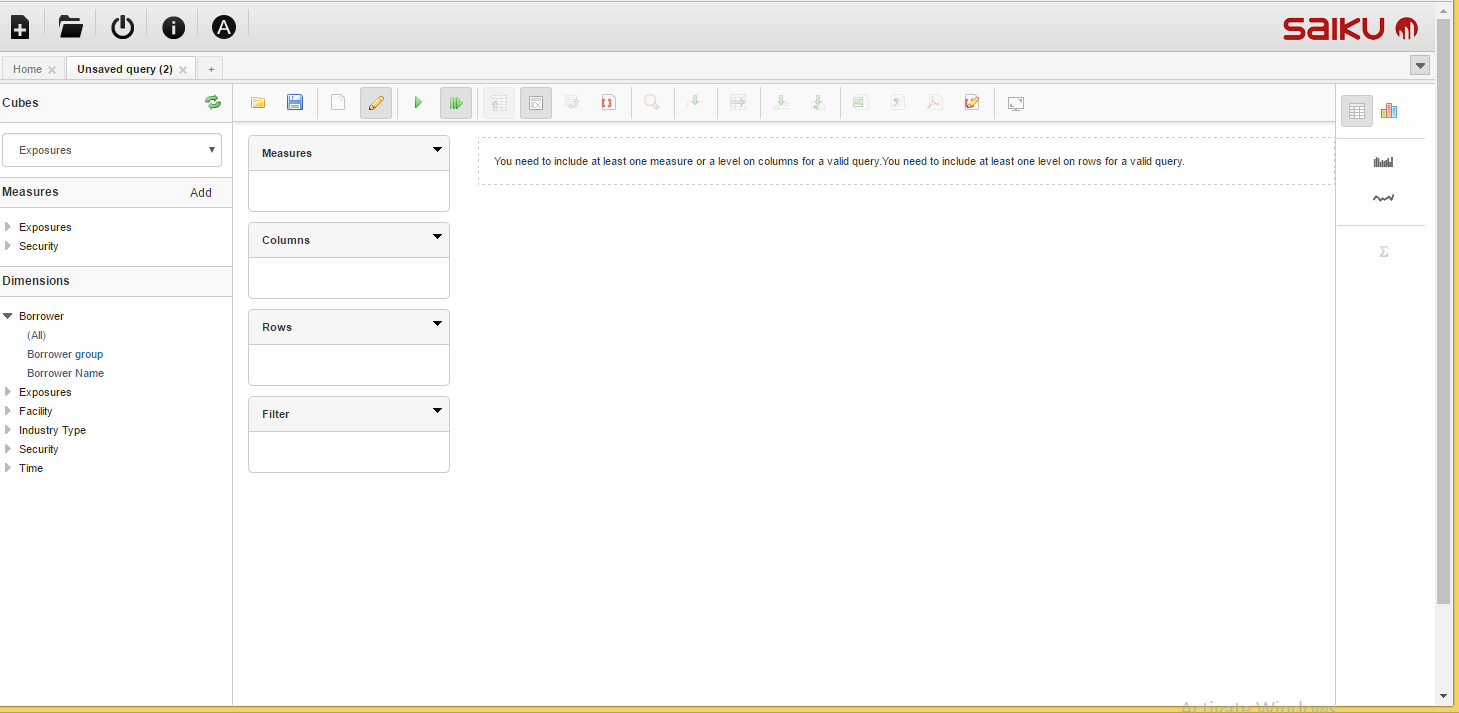 saiku
Home
Unsaved query (2)
+
Cubes
Exposures
Measures
Add
Exposures
Security
Dimensions
Borrower
(All)
Borrower group
Borrower Name
Exposures
Facility
Industry Type
Security
Time
Measures
Columns
Rows
Filter
You need to include at least one measure or a level on columns for a valid query.You need to include at least one level on rows for a valid query.
Σ
Activate Windows